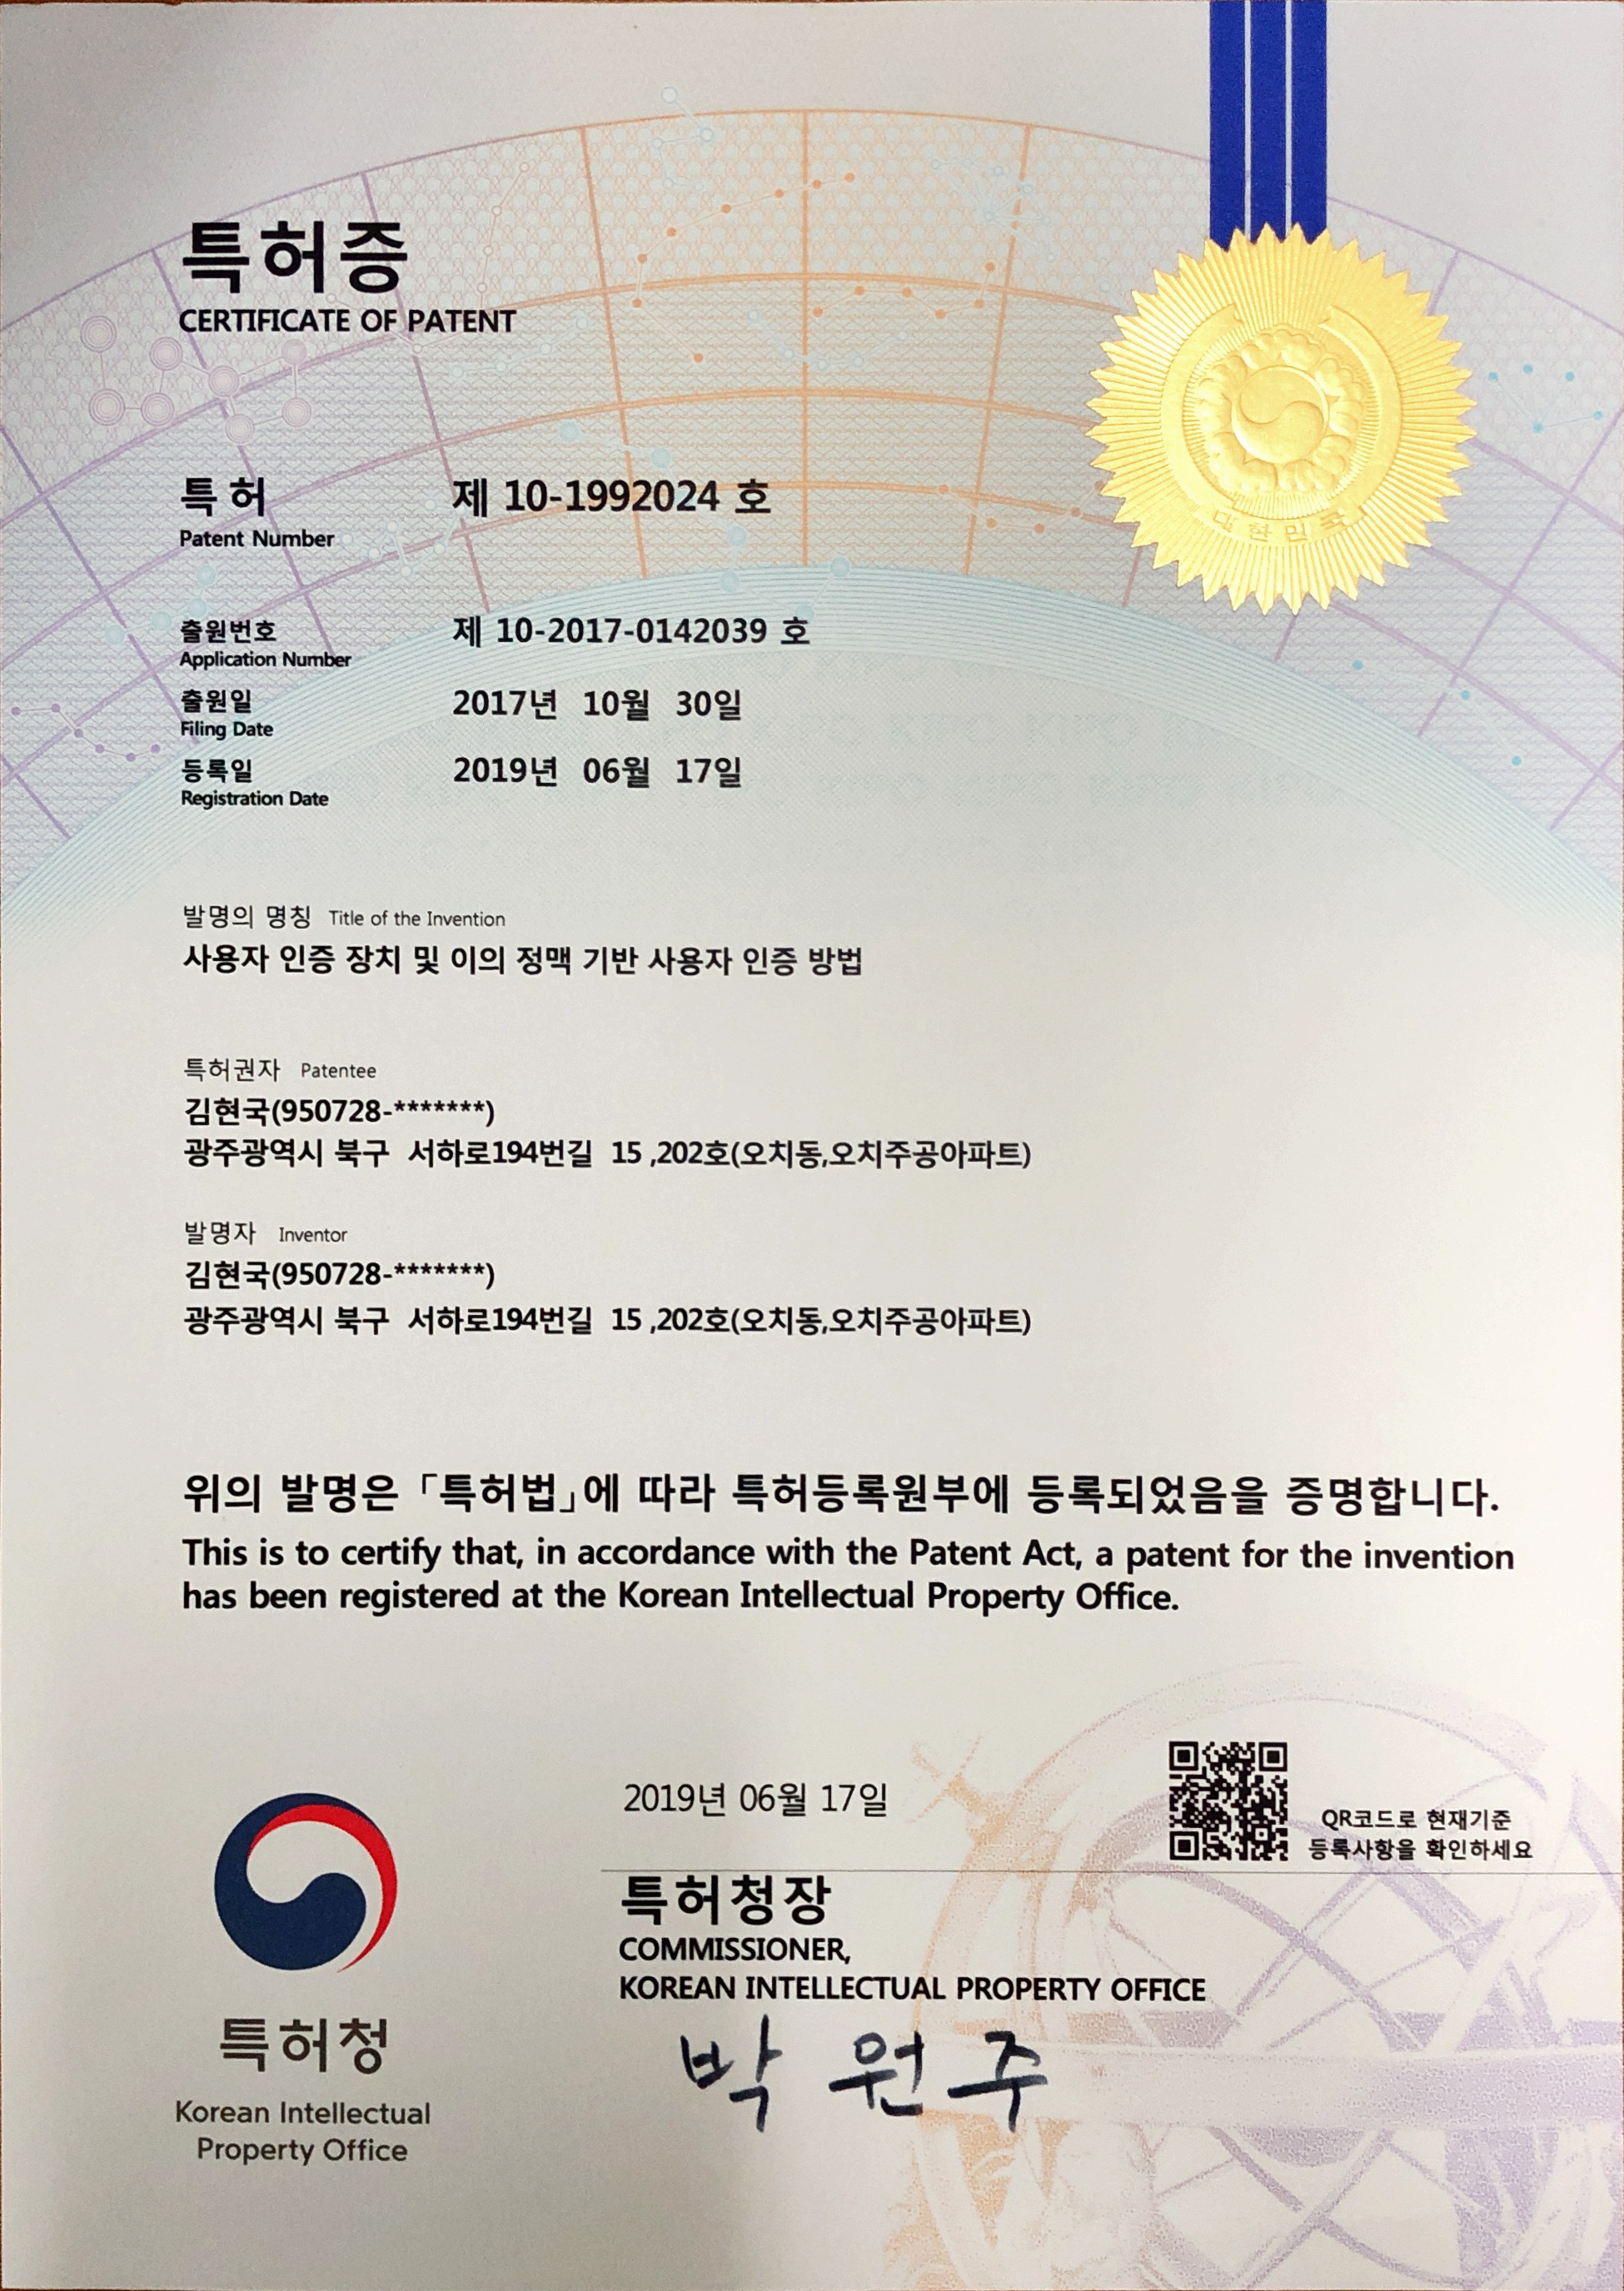 특허증
CERTIFICATE OF PATENT
대한민국
특 허 제 10-1992024 호
Patent Number
출원번호 제 10-2017-0142039 호
Application Number
출원일 2017년 10월 30일
Filing Date
등록일 2019년 06월 17일
Registration Date
발명의 명칭 Title of the Invention
사용자 인증 장치 및 이의 정맥 기반 사용자 인증 방법
특허권자 Patentee
김현국(950728-*******)
광주광역시 북구 서하로194번길 15 ,202호(오치동,오치주공아파트)
발명자 Inventor
김현국(950728-*******)
광주광역시 북구 서하로194번길 15 ,202호(오치동,오치주공아파트)
위의 발명은 「특허법」에 따라 특허등록원부에 등록되었음을 증명합니다.
This is to certify that, in accordance with the Patent Act, a patent for the invention
has been registered at the Korean Intellectual Property Office.
2019년 06월 17일
QR코드로 현재기준
등록사항을 확인하세요
특허청장
COMMISSIONER,
KOREAN INTELLECTUAL PROPERTY OFFICE
박원주
특허청
Korean Intellectual
Property Office